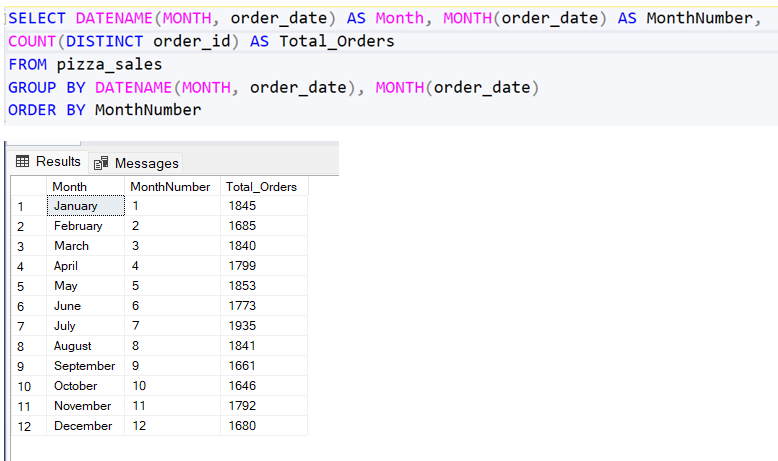 SELECT DATENAME(MONTH, order_date) AS Month, MONTH(order_date) AS MonthNumber,
COUNT(DISTINCT order_id) AS Total_Orders
FROM pizza_sales
GROUP BY DATENAME(MONTH, order_date), MONTH(order_date)
ORDER BY MonthNumber
Results Messages
Month MonthNumber Total_Orders
1 January 1 1845
2 February 2 1685
3 March 3 1840
4 April 4 1799
5 May 5 1853
6 June 6 1773
7 July 7 1935
8 August 8 1841
9 September 9 1661
10 October 10 1646
11 November 11 1792
12 December 12 1680